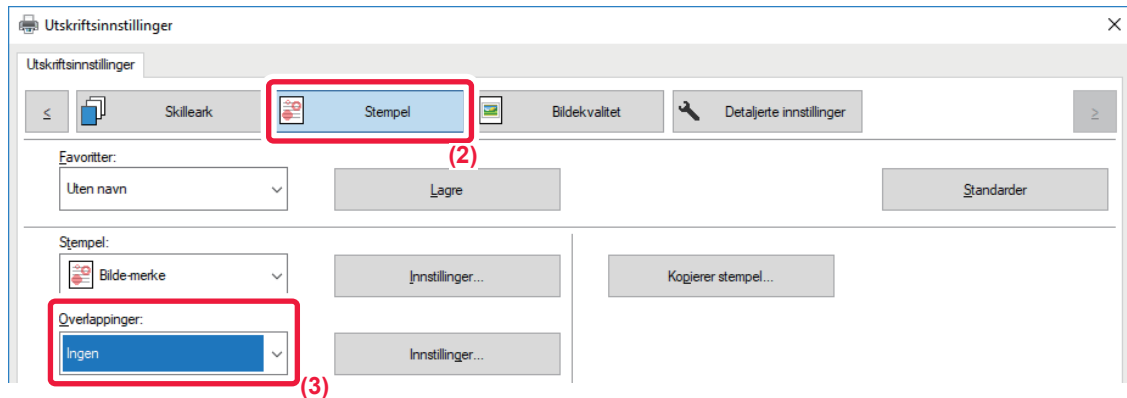 Utskriftsinnstillinger
Utskriftsinnstillinger
< Skilleark Stempel Bildekvalitet Detaljerte innstillinger >
(2)
Favoritter:
Uten navn Lagre Standarder
Stempel:
Bilde-merke Innstillinger... Kopierer stempel...
Overlappinger:
Ingen Innstillinger...
(3)